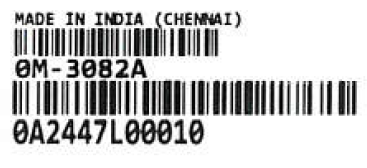 MADE IN INDIA (CHENNAI)
0M-3082A
0A2447L00010